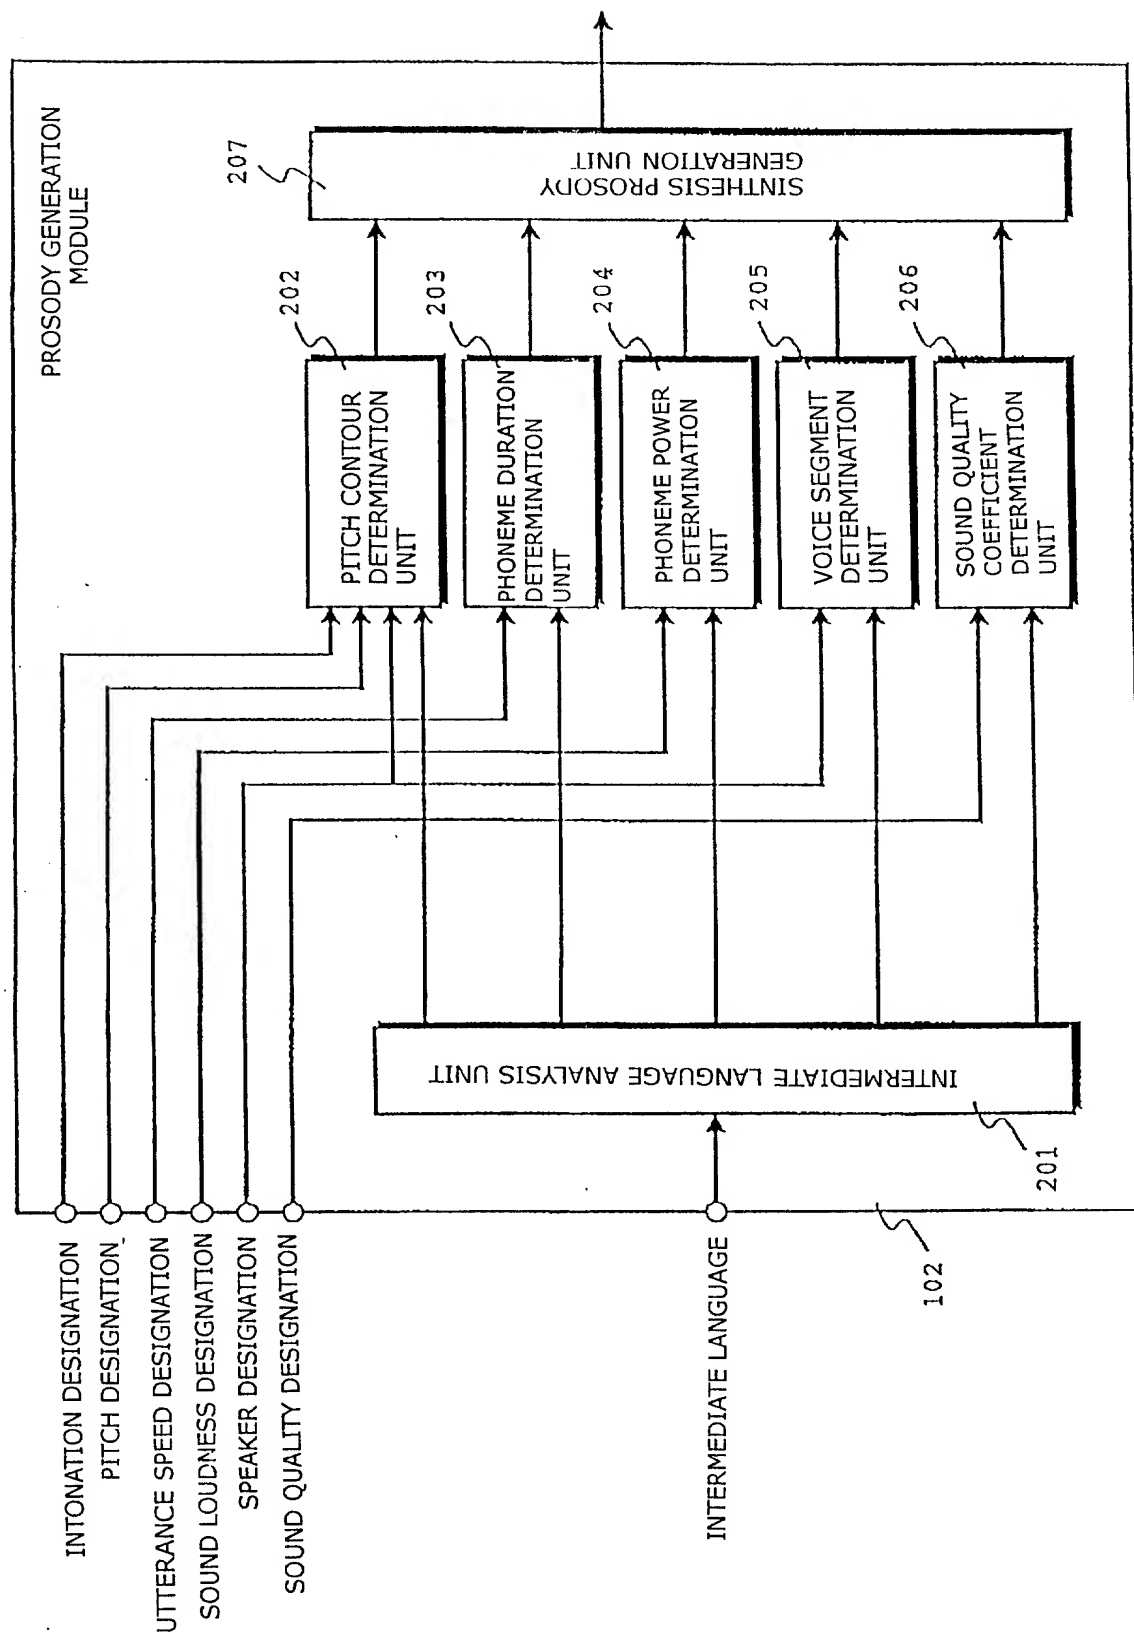 PROSODY GENERATION
MODULE
INTONATION DESIGNATION
PITCH DESIGNATION
UTTERANCE SPEED DESIGNATION
SOUND LOUDNESS DESIGNATION
SPEAKER DESIGNATION
SOUND QUALITY DESIGNATION
INTERMEDIATE LANGUAGE
102
INTERMEDIATE LANGUAGE ANALYSIS UNIT
201
PITCH CONTOUR
DETERMINATION
UNIT
202
PHONEME DURATION
DETERMINATION
UNIT
203
PHONEME POWER
DETERMINATION
UNIT
204
VOICE SEGMENT
DETERMINATION
UNIT
205
SOUND QUALITY
COEFFICIENT
DETERMINATION
UNIT
206
SINTHESIS PROSODY
GENERATION UNIT
207